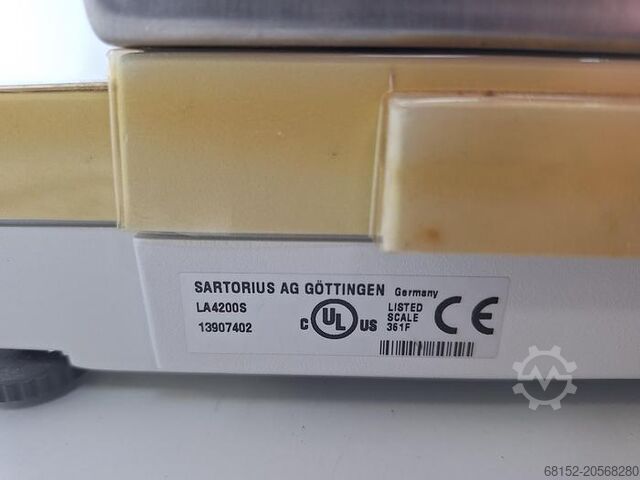 SARTORIUS AG GÖTTINGEN Germany
LA4200S
13907402
C UL US
LISTED
SCALE
361F
CE
68152-20568280